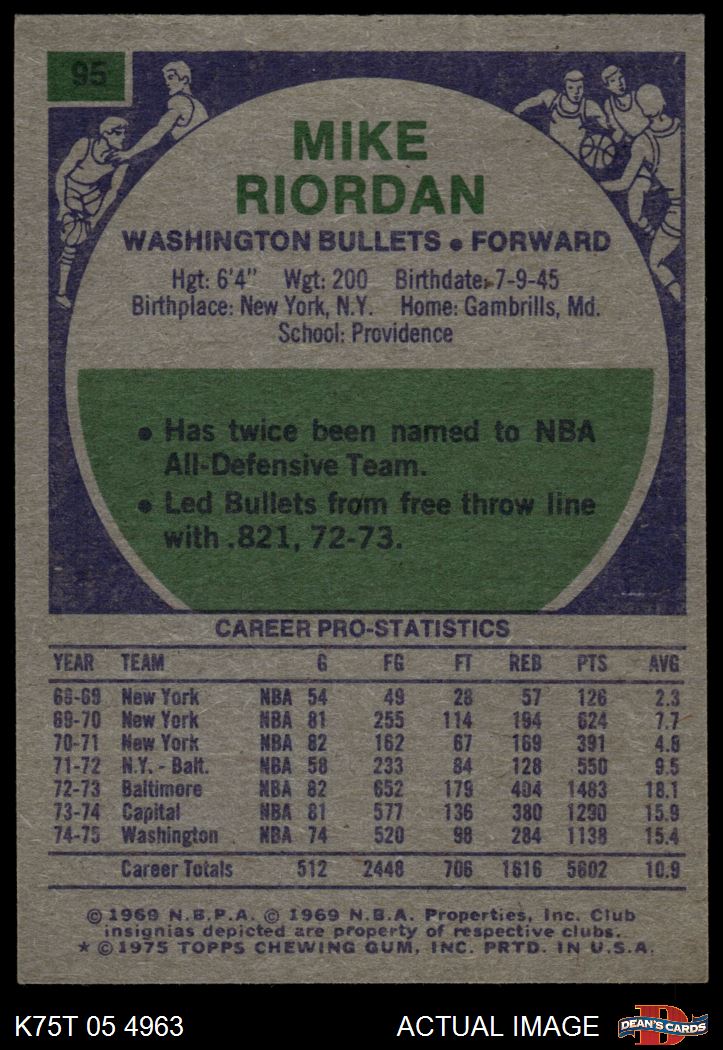 95
MIKE
RIORDAN
WASHINGTON BULLETS • FORWARD
Hgt: 6'4" Wgt: 200 Birthdate: 7-9-45
Birthplace: New York, N.Y. Home: Gambrills, Md.
School: Providence
• Has twice been named to NBA
All-Defensive Team.
• Led Bullets from free throw line
with .821, 72-73.
CAREER PRO-STATISTICS
YEAR TEAM G FG FT REB PTS AVG
68-69 New York NBA 54 49 28 57 126 2.3
69-70 New York NBA 81 255 114 194 624 7.7
70-71 New York NBA 82 162 67 169 391 4.8
71-72 N.Y. - Balt. NBA 58 233 84 128 550 9.5
72-73 Baltimore NBA 82 652 179 404 1483 18.1
73-74 Capital NBA 81 577 136 380 1290 15.9
74-75 Washington NBA 74 520 98 284 1138 15.4
Career Totals 512 2448 706 1616 5602 10.9
© 1969 N.B.P.A. © 1969 N.B.A. Properties, Inc. Club
insignias depicted are property of respective clubs.
* © 1975 TOPPS CHEWING GUM, INC. PRTD. IN U.S.A.
K75T 05 4963 ACTUAL IMAGE DEAN'S CARDS